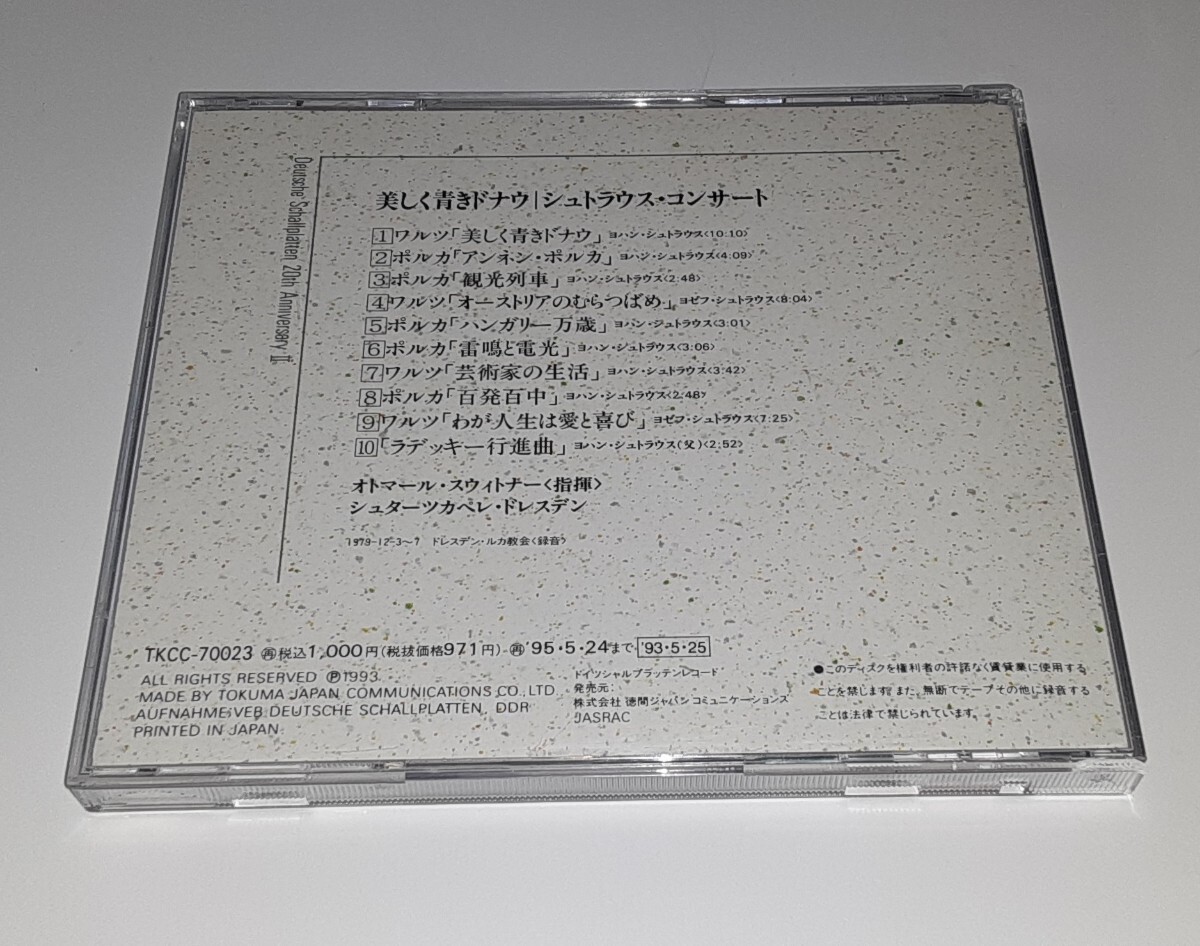 Deutsche Schallplatten 20th Anniversary II
美しく青きドナウ|シュトラウス・コンサート
1 ワルツ「美しく青きドナウ」ヨハン・シュトラウス〈10:10〉
2 ポルカ「アンネン・ポルカ」ヨハン・シュトラウス〈4:09〉
3 ポルカ「観光列車」ヨハン・シュトラウス〈2:48〉
4 ワルツ「オーストリアのむらつばめ」ヨゼフ・シュトラウス〈8:04〉
5 ポルカ「ハンガリー万歳」ヨハン・シュトラウス〈3:01〉
6 ポルカ「雷鳴と電光」ヨハン・シュトラウス〈3:06〉
7 ワルツ「芸術家の生活」ヨハン・シュトラウス〈3:42〉
8 ポルカ「百発百中」ヨハン・シュトラウス〈2:48〉
9 ワルツ「わが人生は愛と喜び」ヨゼフ・シュトラウス〈7:25〉
10 「ラデッキー行進曲」ヨハン・シュトラウス(父)〈2:52〉
オトマール・スウィトナー〈指揮〉
シュターツカペレ・ドレスデン
1979-12-3〜7 ドレスデン・ルカ教会〈録音〉
TKCC-70023 再税込1,000円(税抜価格971円) 再'95・5・24まで '93・5・25
ALL RIGHTS RESERVED Ⓟ1993
MADE BY TOKUMA JAPAN COMMUNICATIONS CO., LTD.
AUFNAHME:VEB DEUTSCHE SCHALLPLATTEN, DDR
PRINTED IN JAPAN
ドイツシャルプラッテンレコード
発売元:
株式会社 徳間ジャパンコミュニケーションズ
JASRAC
●このディスクを権利者の許諾なく賃貸業に使用する
ことを禁じます。また、無断でテープその他に録音する
ことは法律で禁じられています。